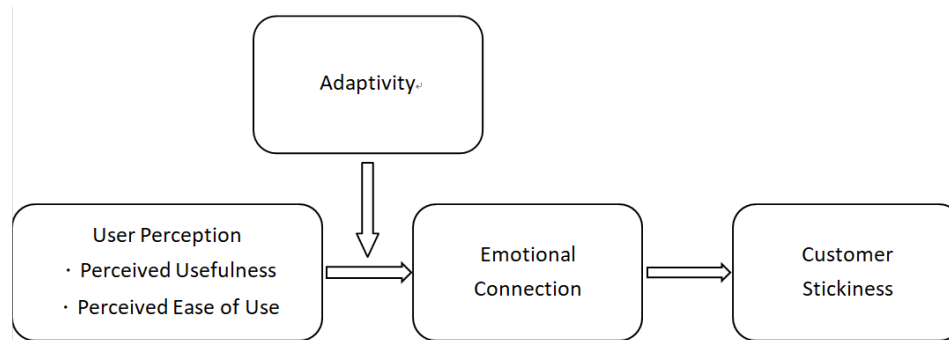 Adaptivity
User Perception
· Perceived Usefulness
· Perceived Ease of Use
Emotional
Connection
Customer
Stickiness